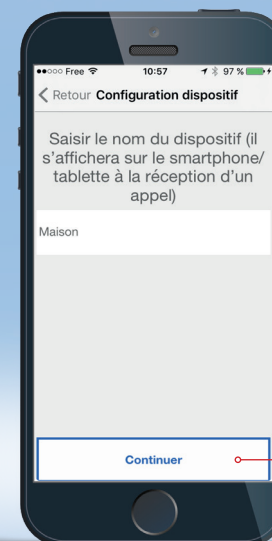 Free 10:57 97 %
Retour Configuration dispositif
Saisir le nom du dispositif (il
s'affichera sur le smartphone/
tablette à la réception d'un
appel)
Maison
Continuer